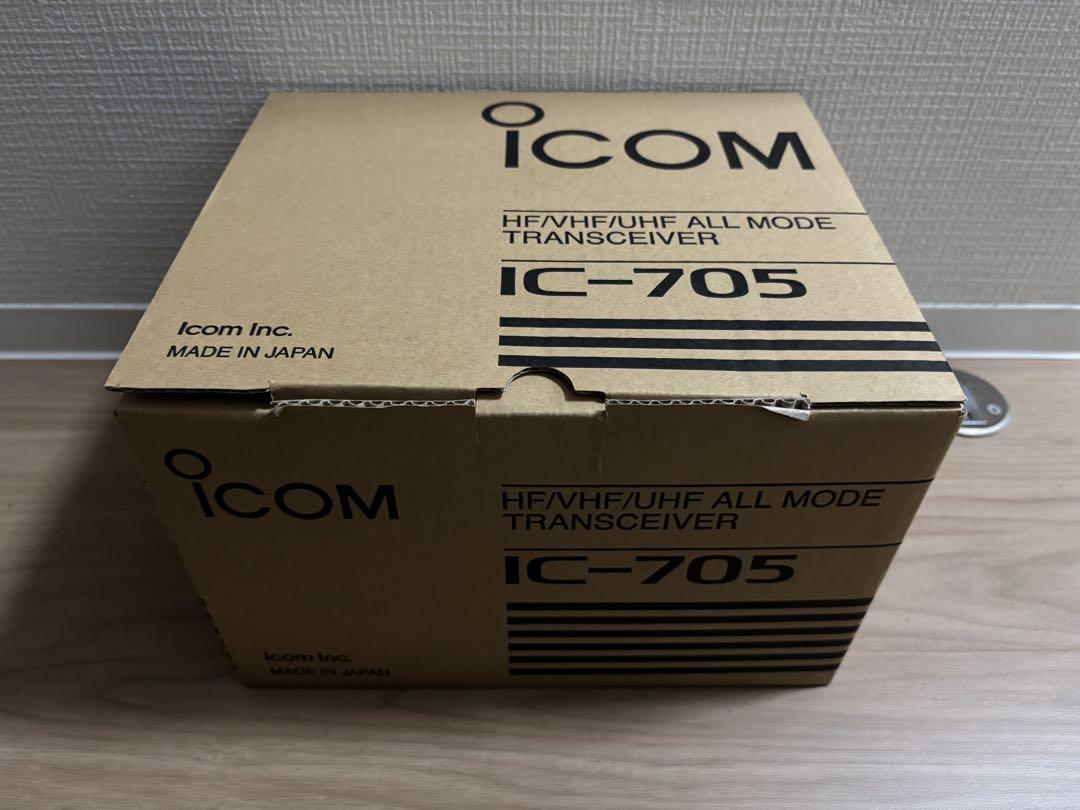 ICOM
HF/VHF/UHF ALL MODE
TRANSCEIVER
IC-705
Icom Inc.
MADE IN JAPAN
ICOM
HF/VHF/UHF ALL MODE
TRANSCEIVER
IC-705
Icom Inc.
MADE IN JAPAN